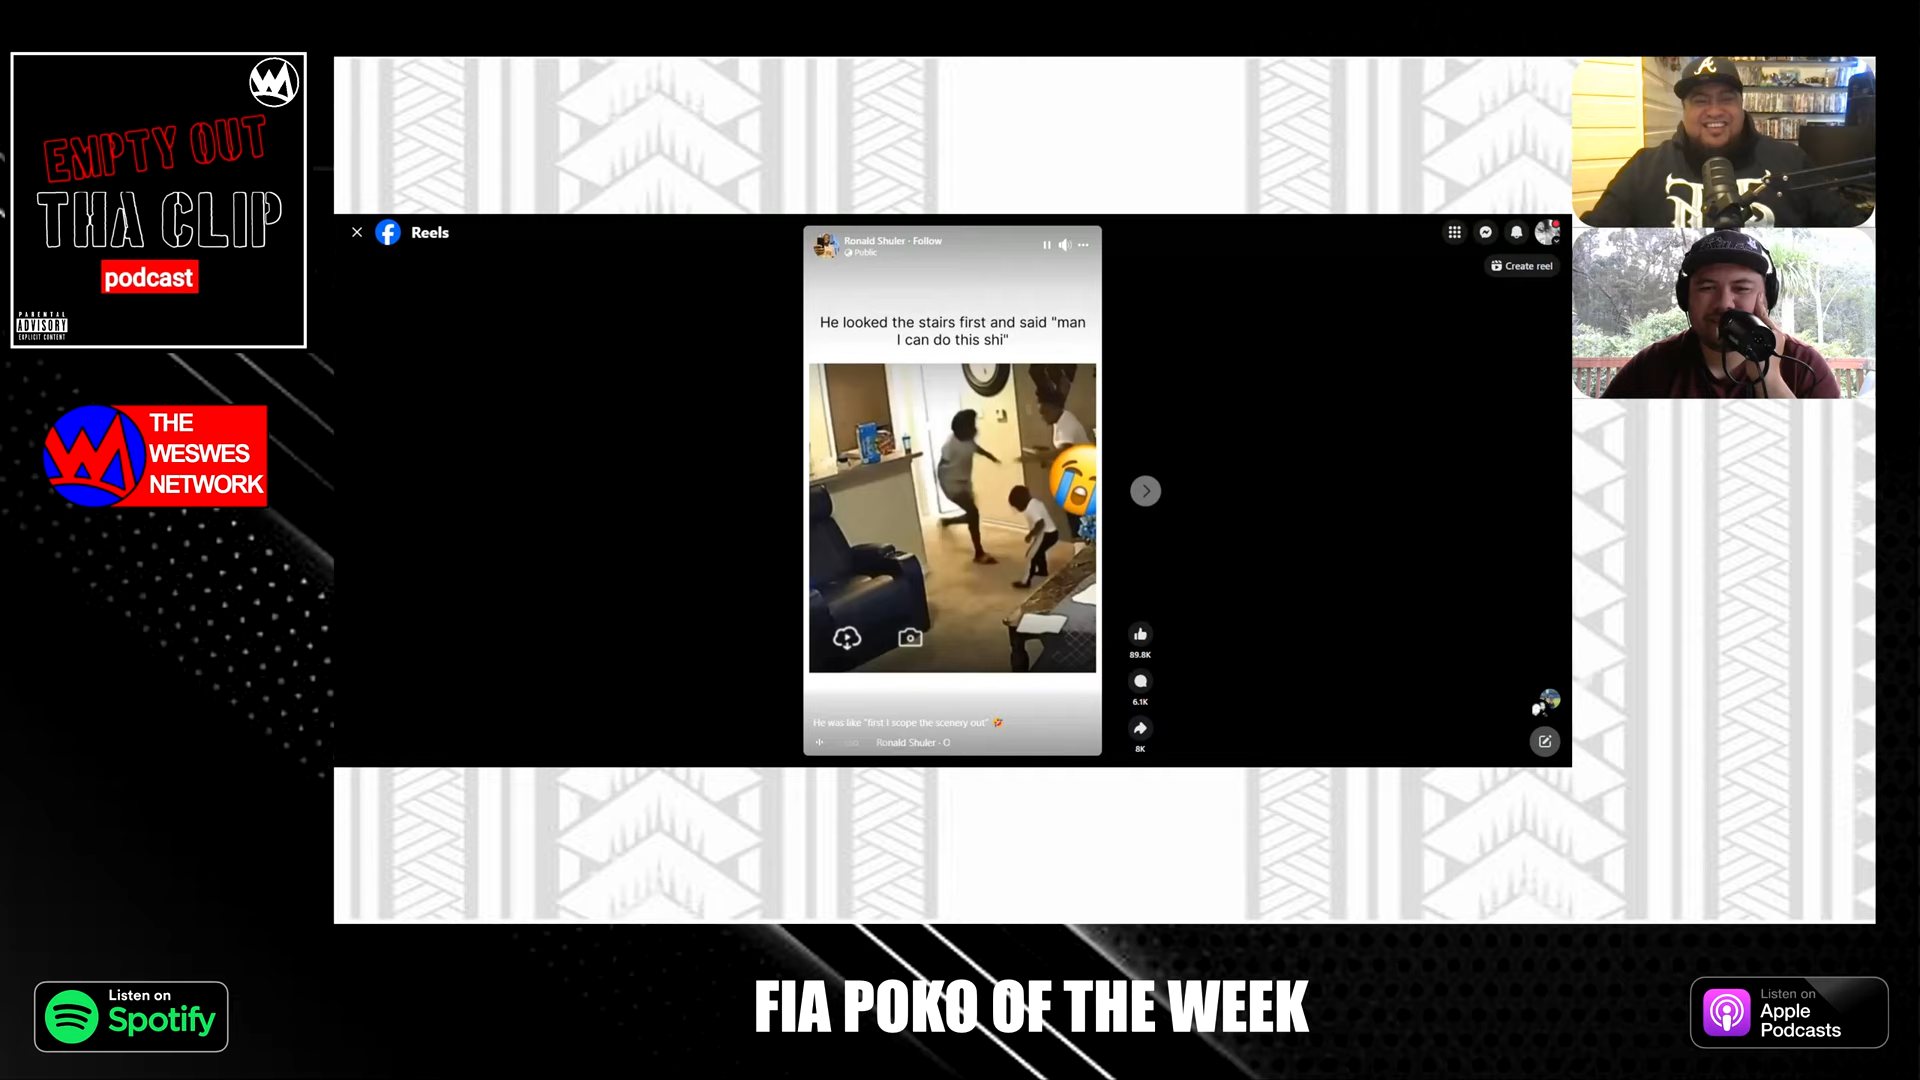 EMPTY OUT
THA CLIP
podcast
PARENTAL
ADVISORY
EXPLICIT CONTENT
THE
WESWES
NETWORK
Reels
Ronald Shuler · Follow
Public
He looked the stairs first and said "man
I can do this shi"
He was like "first I scope the scenery out" 🤣
Ronald Shuler · O
Create reel
89.8K
6.1K
8K
FIA POKO OF THE WEEK
Listen on
Spotify
Listen on
Apple
Podcasts